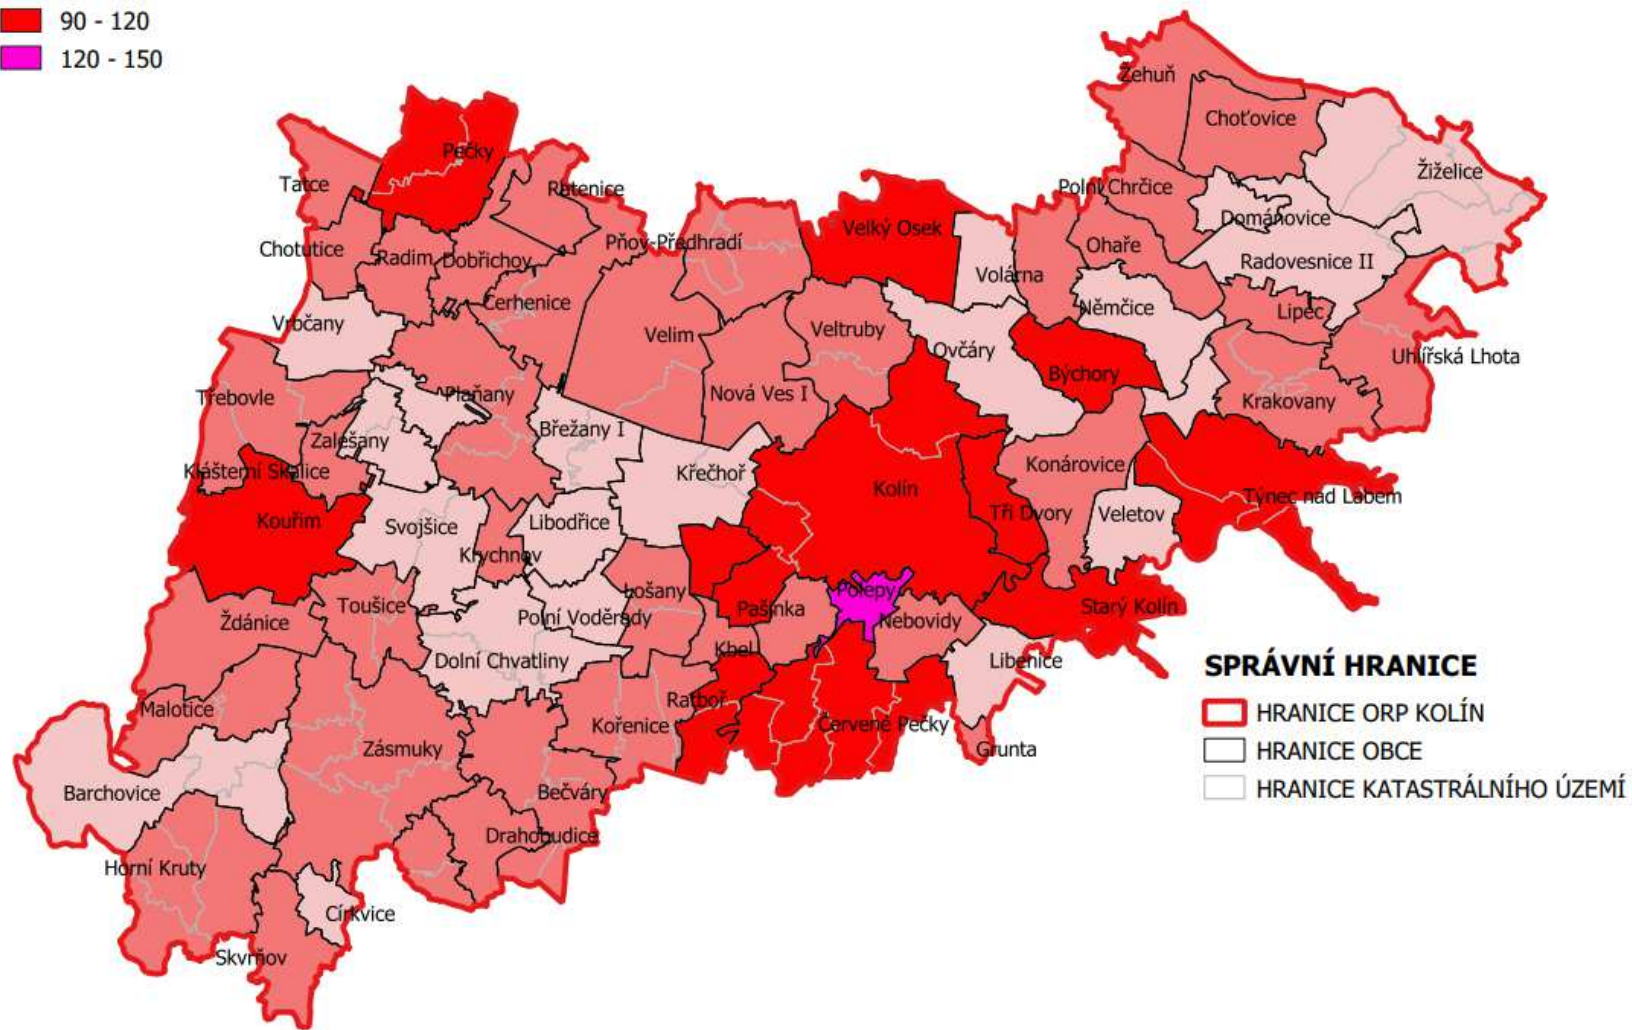 90 - 120
120 - 150
Žehuň
Choťovice
Pečky
Žiželice
Tatce
Ratenice
Polní Chrčice
Domanovice
Velký Osek
Pňov-Předhradí
Ohaře
Chotutice
Radim
Dobřichov
Radovesnice II
Volárna
Cerhenice
Němčice
Lipec
Vrbčany
Velim
Veltruby
Ovčáry
Uhlířská Lhota
Býchory
Třebovle
Plaňany
Nová Ves I
Krakovany
Břežany I
Zalešany
Klášterní Skalice
Křečhoř
Konárovice
Kolín
Týnec nad Labem
Kouřim
Svojšice
Libodřice
Tři Dvory
Veletov
Krychnov
Lošany
Polepy
Toušice
Pašinka
Starý Kolín
Ždánice
Polní Voděrady
Nebovidy
Kbel
Dolní Chvatliny
Libenice
SPRÁVNÍ HRANICE
Malotice
Ratboř
HRANICE ORP KOLÍN
Kořenice
Červené Pečky
Zásmuky
Grunta
HRANICE OBCE
Barchovice
Bečváry
HRANICE KATASTRÁLNÍHO ÚZEMÍ
Drahobudice
Horní Kruty
Církvice
Skvrňov